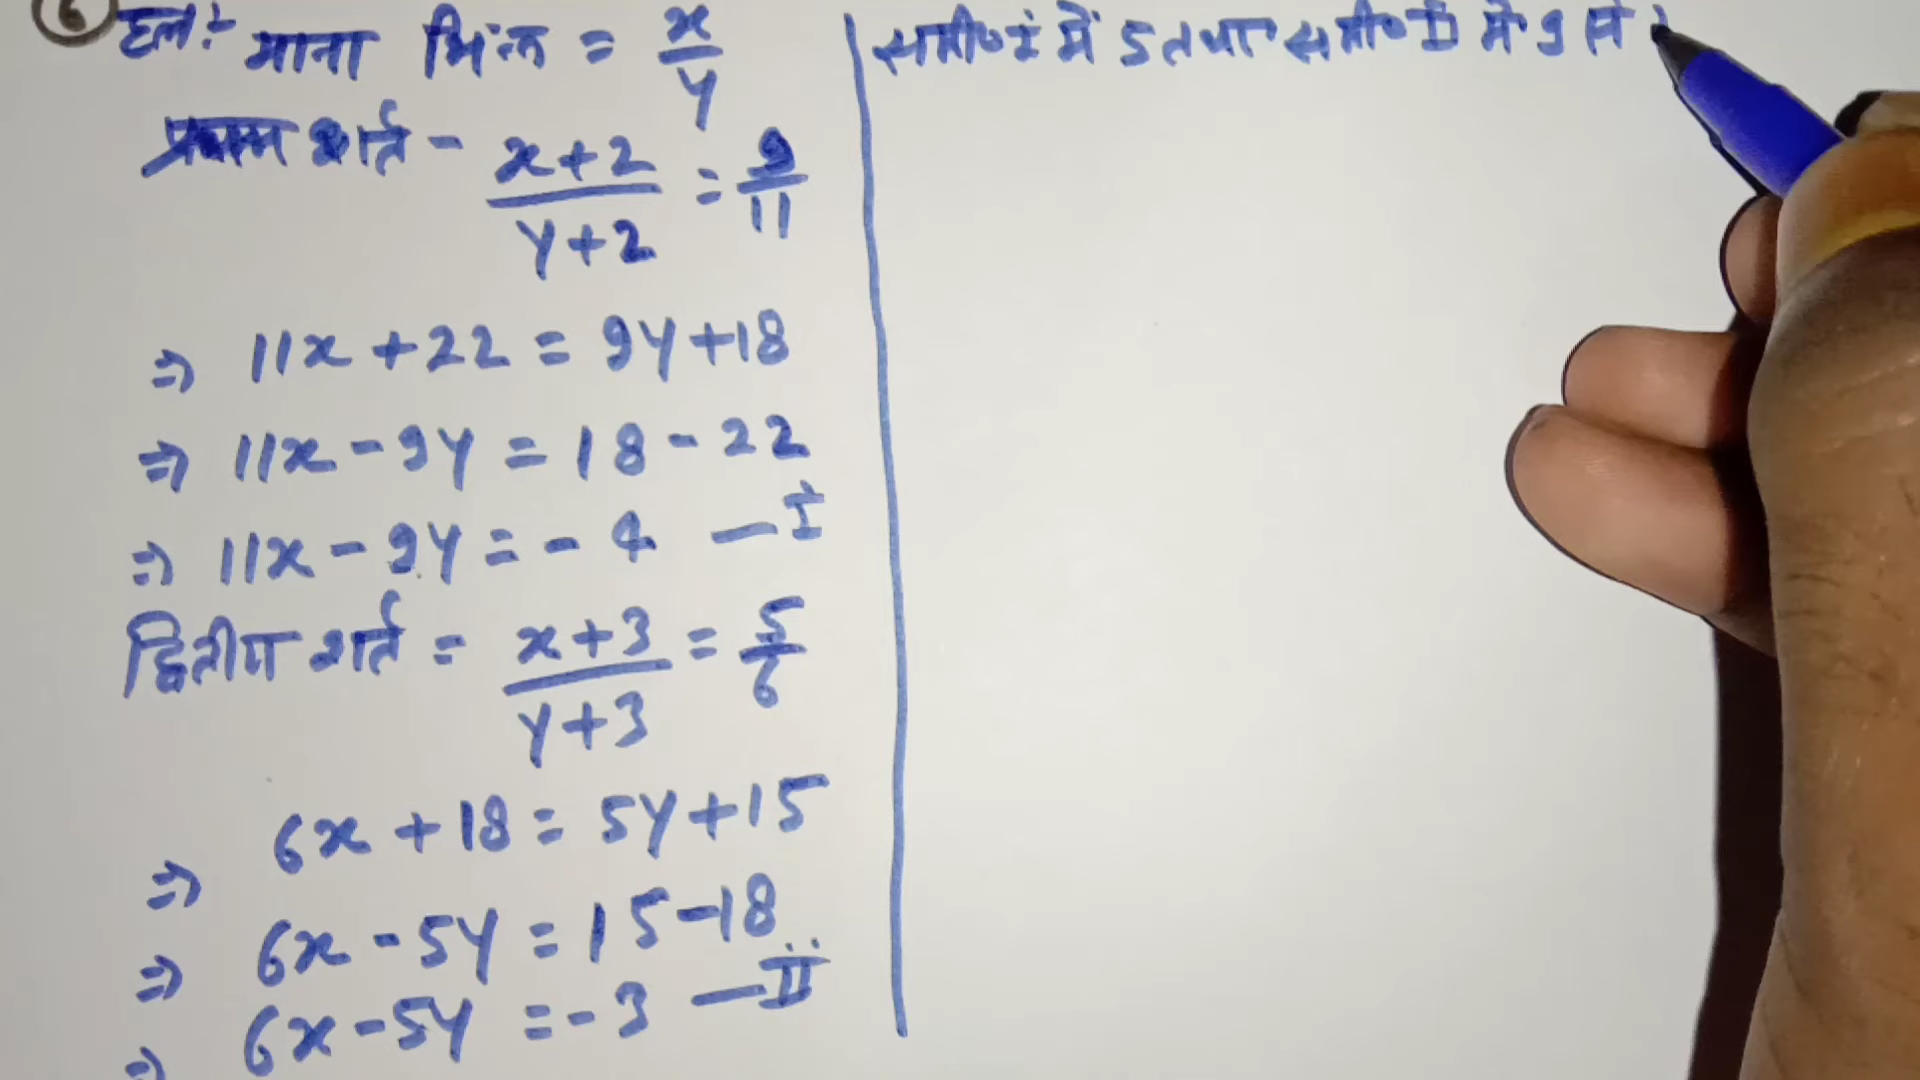 6 हल:- माना भिन्न = x/y
प्रथम शर्त - (x+2)/(y+2) = 9/11
⇒ 11x + 22 = 9y + 18
⇒ 11x - 9y = 18 - 22
⇒ 11x - 9y = - 4 — I
द्वितीय शर्त = (x+3)/(y+3) = 5/6
⇒ 6x + 18 = 5y + 15
⇒ 6x - 5y = 15 - 18
⇒ 6x - 5y = - 3 — II
समी० I में 5 तथा समी० II में 9 से